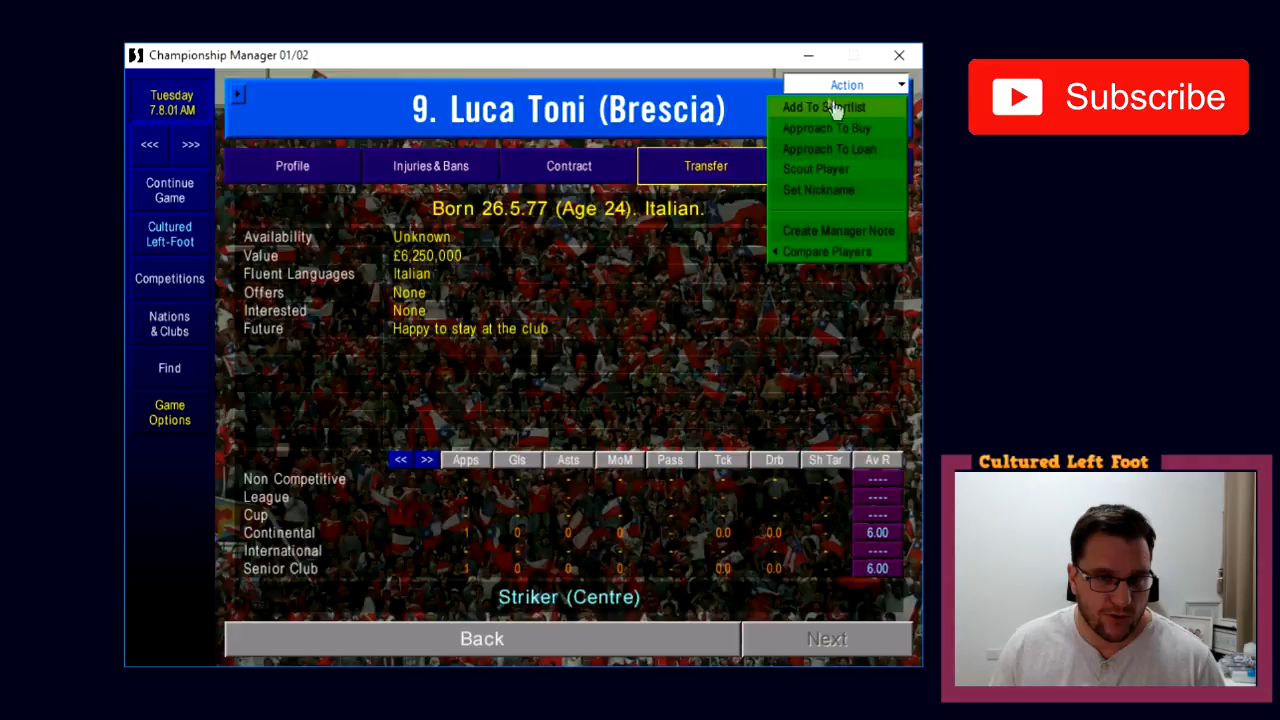 Championship Manager 01/02
Subscribe
Tuesday
7.8.01 AM
<<< >>>
Continue
Game
Cultured
Left-Foot
Competitions
Nations
& Clubs
Find
Game
Options
9. Luca Toni (Brescia)
Action
Add To Shortlist
Approach To Buy
Approach To Loan
Scout Player
Set Nickname
Create Manager Note
Compare Players
Profile Injuries & Bans Contract Transfer
Born 26.5.77 (Age 24). Italian.
Availability Unknown
Value £6,250,000
Fluent Languages Italian
Offers None
Interested None
Future Happy to stay at the club
<< >> Apps Gls Asts MoM Pass Tck Drb Sh Tar Av R
Non Competitive - - - - - - - - ----
League - - - - - - - - ----
Cup - - - - - - - - ----
Continental 1 0 0 0 - 0.0 0.0 - 6.00
International - - - - - - - - ----
Senior Club 1 0 0 0 - 0.0 0.0 - 6.00
Striker (Centre)
Back Next
Cultured Left Foot